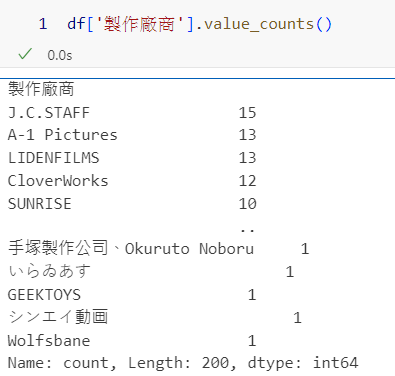 1 df['製作廠商'].value_counts()
0.0s
製作廠商
J.C.STAFF 15
A-1 Pictures 13
LIDENFILMS 13
CloverWorks 12
SUNRISE 10
..
手塚製作公司、Okuruto Noboru 1
いらゐあす 1
GEEKTOYS 1
シンエイ動画 1
Wolfsbane 1
Name: count, Length: 200, dtype: int64